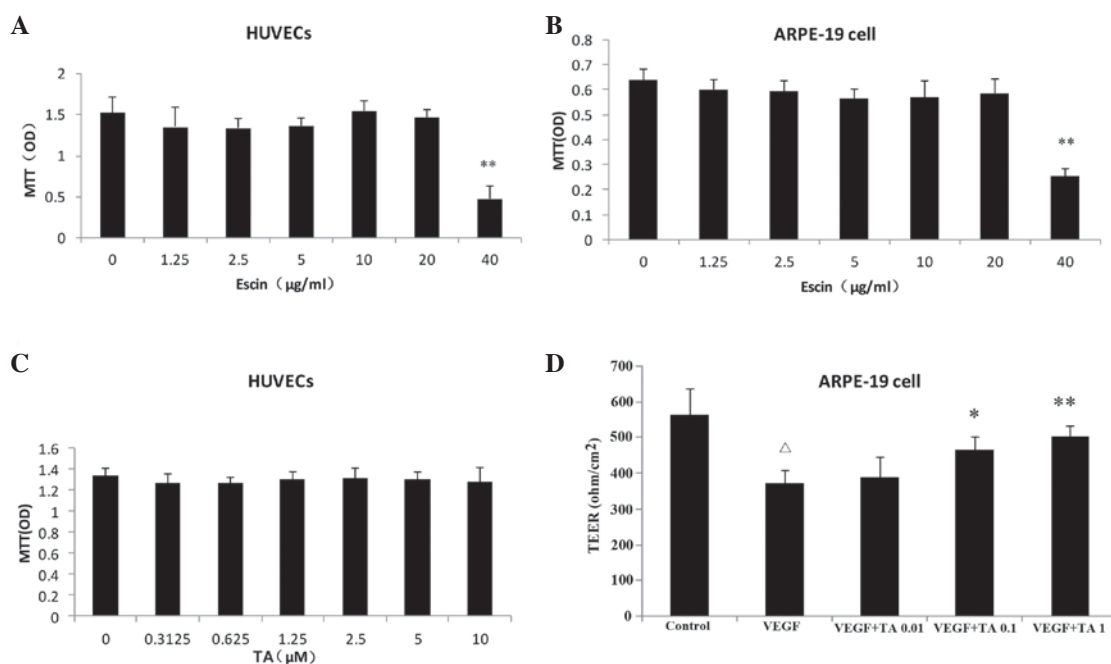 A
HUVECs
MTT（OD）
2
1.5
1
0.5
0
**
0 1.25 2.5 5 10 20 40
Escin（µg/ml）
B
ARPE-19 cell
MTT(OD)
0.8
0.7
0.6
0.5
0.4
0.3
0.2
0.1
0
**
0 1.25 2.5 5 10 20 40
Escin（µg/ml）
C
HUVECs
MTT(OD)
1.6
1.4
1.2
1
0.8
0.6
0.4
0.2
0
0 0.3125 0.625 1.25 2.5 5 10
TA（µM）
D
ARPE-19 cell
TEER (ohm/cm²)
700
600
500
400
300
200
100
0
△
*
**
Control VEGF VEGF+TA 0.01 VEGF+TA 0.1 VEGF+TA 1